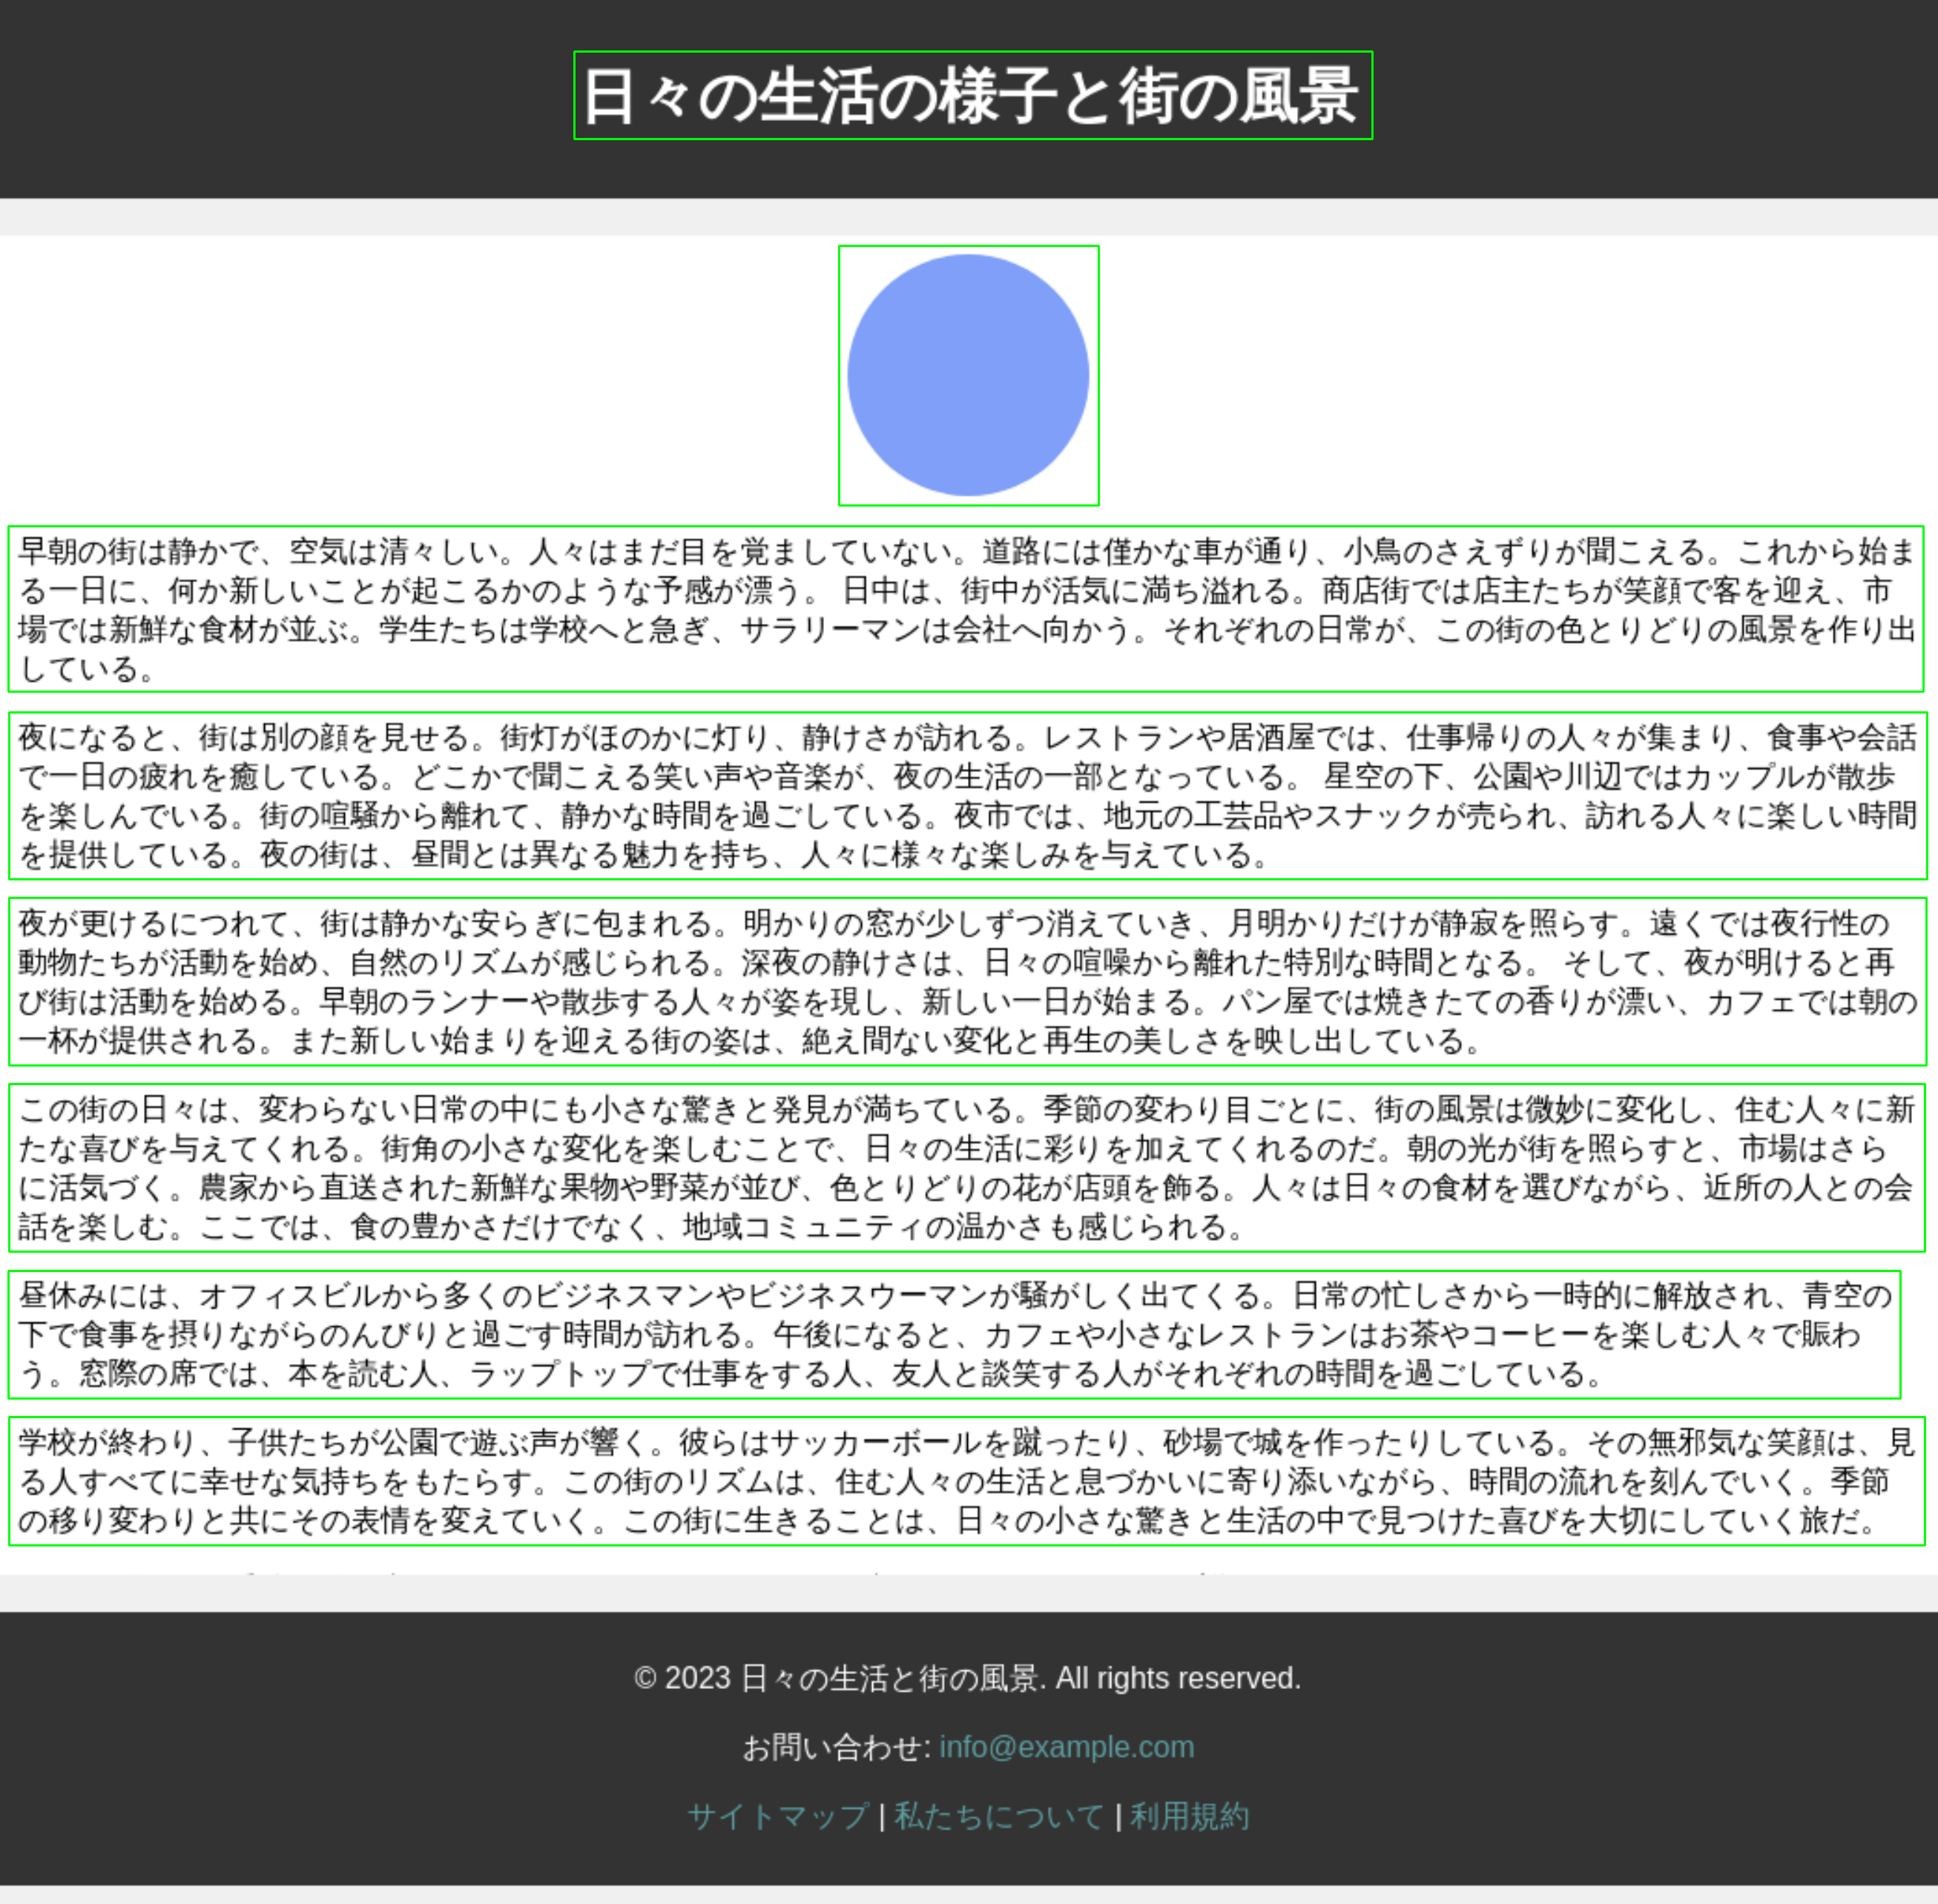 日々の生活の様子と街の風景
早朝の街は静かで、空気は清々しい。人々はまだ目を覚ましていない。道路には僅かな車が通り、小鳥のさえずりが聞こえる。これから始ま
る一日に、何か新しいことが起こるかのような予感が漂う。 日中は、街中が活気に満ち溢れる。商店街では店主たちが笑顔で客を迎え、市
場では新鮮な食材が並ぶ。学生たちは学校へと急ぎ、サラリーマンは会社へ向かう。それぞれの日常が、この街の色とりどりの風景を作り出
している。
夜になると、街は別の顔を見せる。街灯がほのかに灯り、静けさが訪れる。レストランや居酒屋では、仕事帰りの人々が集まり、食事や会話
で一日の疲れを癒している。どこかで聞こえる笑い声や音楽が、夜の生活の一部となっている。 星空の下、公園や川辺ではカップルが散歩
を楽しんでいる。街の喧騒から離れて、静かな時間を過ごしている。夜市では、地元の工芸品やスナックが売られ、訪れる人々に楽しい時間
を提供している。夜の街は、昼間とは異なる魅力を持ち、人々に様々な楽しみを与えている。
夜が更けるにつれて、街は静かな安らぎに包まれる。明かりの窓が少しずつ消えていき、月明かりだけが静寂を照らす。遠くでは夜行性の
動物たちが活動を始め、自然のリズムが感じられる。深夜の静けさは、日々の喧噪から離れた特別な時間となる。 そして、夜が明けると再
び街は活動を始める。早朝のランナーや散歩する人々が姿を現し、新しい一日が始まる。パン屋では焼きたての香りが漂い、カフェでは朝の
一杯が提供される。また新しい始まりを迎える街の姿は、絶え間ない変化と再生の美しさを映し出している。
この街の日々は、変わらない日常の中にも小さな驚きと発見が満ちている。季節の変わり目ごとに、街の風景は微妙に変化し、住む人々に新
たな喜びを与えてくれる。街角の小さな変化を楽しむことで、日々の生活に彩りを加えてくれるのだ。朝の光が街を照らすと、市場はさら
に活気づく。農家から直送された新鮮な果物や野菜が並び、色とりどりの花が店頭を飾る。人々は日々の食材を選びながら、近所の人との会
話を楽しむ。ここでは、食の豊かさだけでなく、地域コミュニティの温かさも感じられる。
昼休みには、オフィスビルから多くのビジネスマンやビジネスウーマンが騒がしく出てくる。日常の忙しさから一時的に解放され、青空の
下で食事を摂りながらのんびりと過ごす時間が訪れる。午後になると、カフェや小さなレストランはお茶やコーヒーを楽しむ人々で賑わ
う。窓際の席では、本を読む人、ラップトップで仕事をする人、友人と談笑する人がそれぞれの時間を過ごしている。
学校が終わり、子供たちが公園で遊ぶ声が響く。彼らはサッカーボールを蹴ったり、砂場で城を作ったりしている。その無邪気な笑顔は、見
る人すべてに幸せな気持ちをもたらす。この街のリズムは、住む人々の生活と息づかいに寄り添いながら、時間の流れを刻んでいく。季節
の移り変わりと共にその表情を変えていく。この街に生きることは、日々の小さな驚きと生活の中で見つけた喜びを大切にしていく旅だ。
© 2023 日々の生活と街の風景. All rights reserved.
お問い合わせ: info@example.com
サイトマップ | 私たちについて | 利用規約